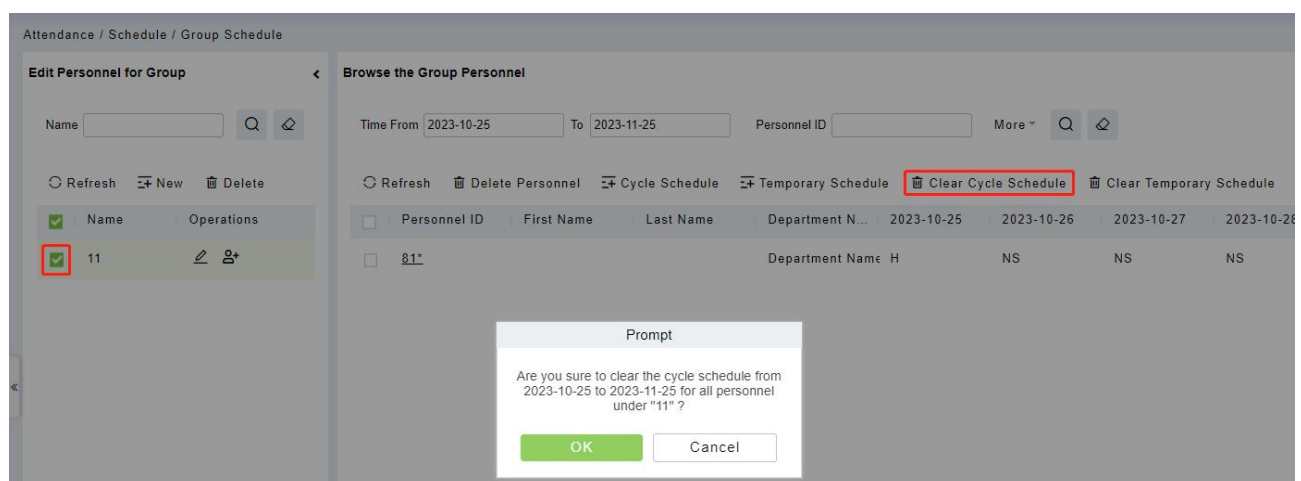 Attendance / Schedule / Group Schedule
Edit Personnel for Group
Browse the Group Personnel
Name
Time From 2023-10-25 To 2023-11-25 Personnel ID More
Refresh New Delete
Refresh Delete Personnel Cycle Schedule Temporary Schedule Clear Cycle Schedule Clear Temporary Schedule
Name Operations
Personnel ID First Name Last Name Department N... 2023-10-25 2023-10-26 2023-10-27 2023-10-28
11
81* Department Name H NS NS NS
Prompt
Are you sure to clear the cycle schedule from
2023-10-25 to 2023-11-25 for all personnel
under "11" ?
OK Cancel